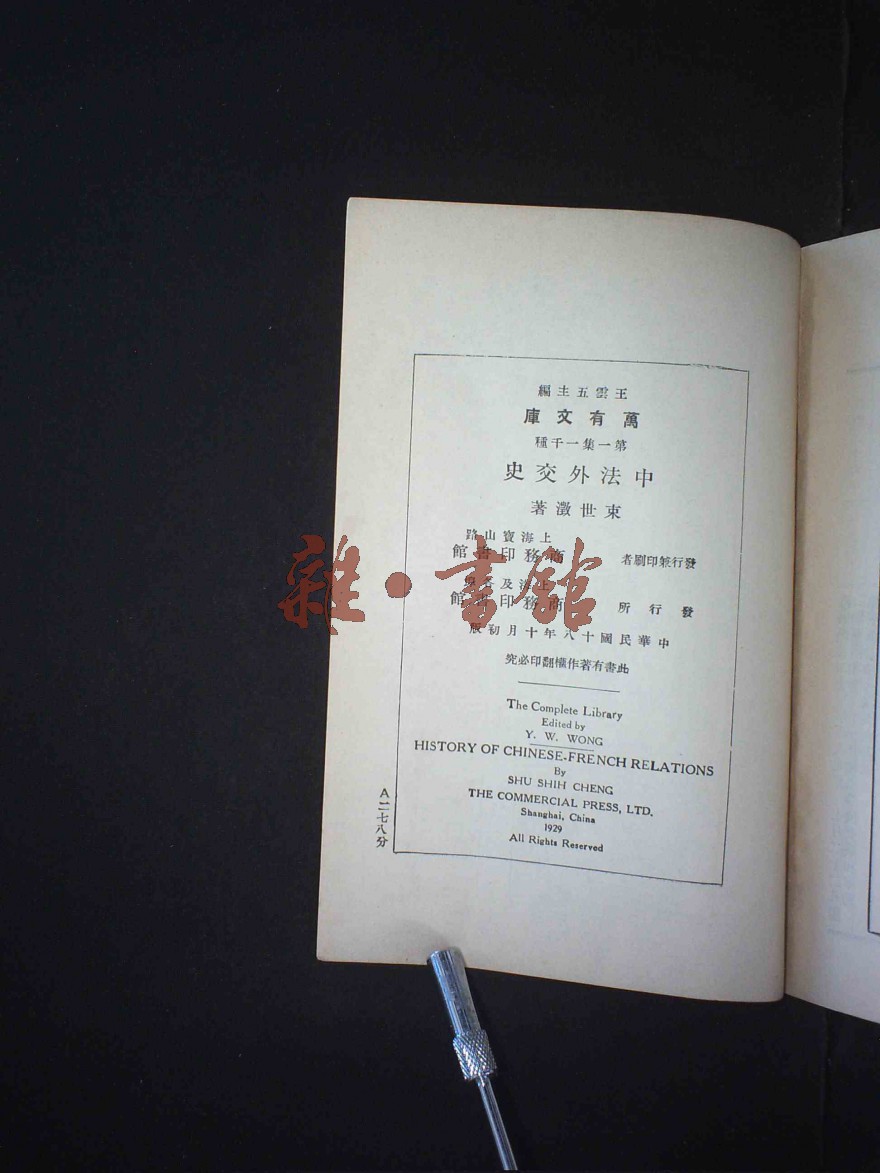 王雲五主編
萬有文庫
第一集一千種
中法外交史
束世澂著
上海寶山路
發行兼印刷者 商務印書館
上海及各埠
發行所 商務印書館
中華民國十八年十月初版
此書有著作權翻印必究
The Complete Library
Edited by
Y. W. WONG
HISTORY OF CHINESE-FRENCH RELATIONS
By
SHU SHIH CHENG
THE COMMERCIAL PRESS, LTD.
Shanghai, China
1929
All Rights Reserved
A二七八分
雜·書館